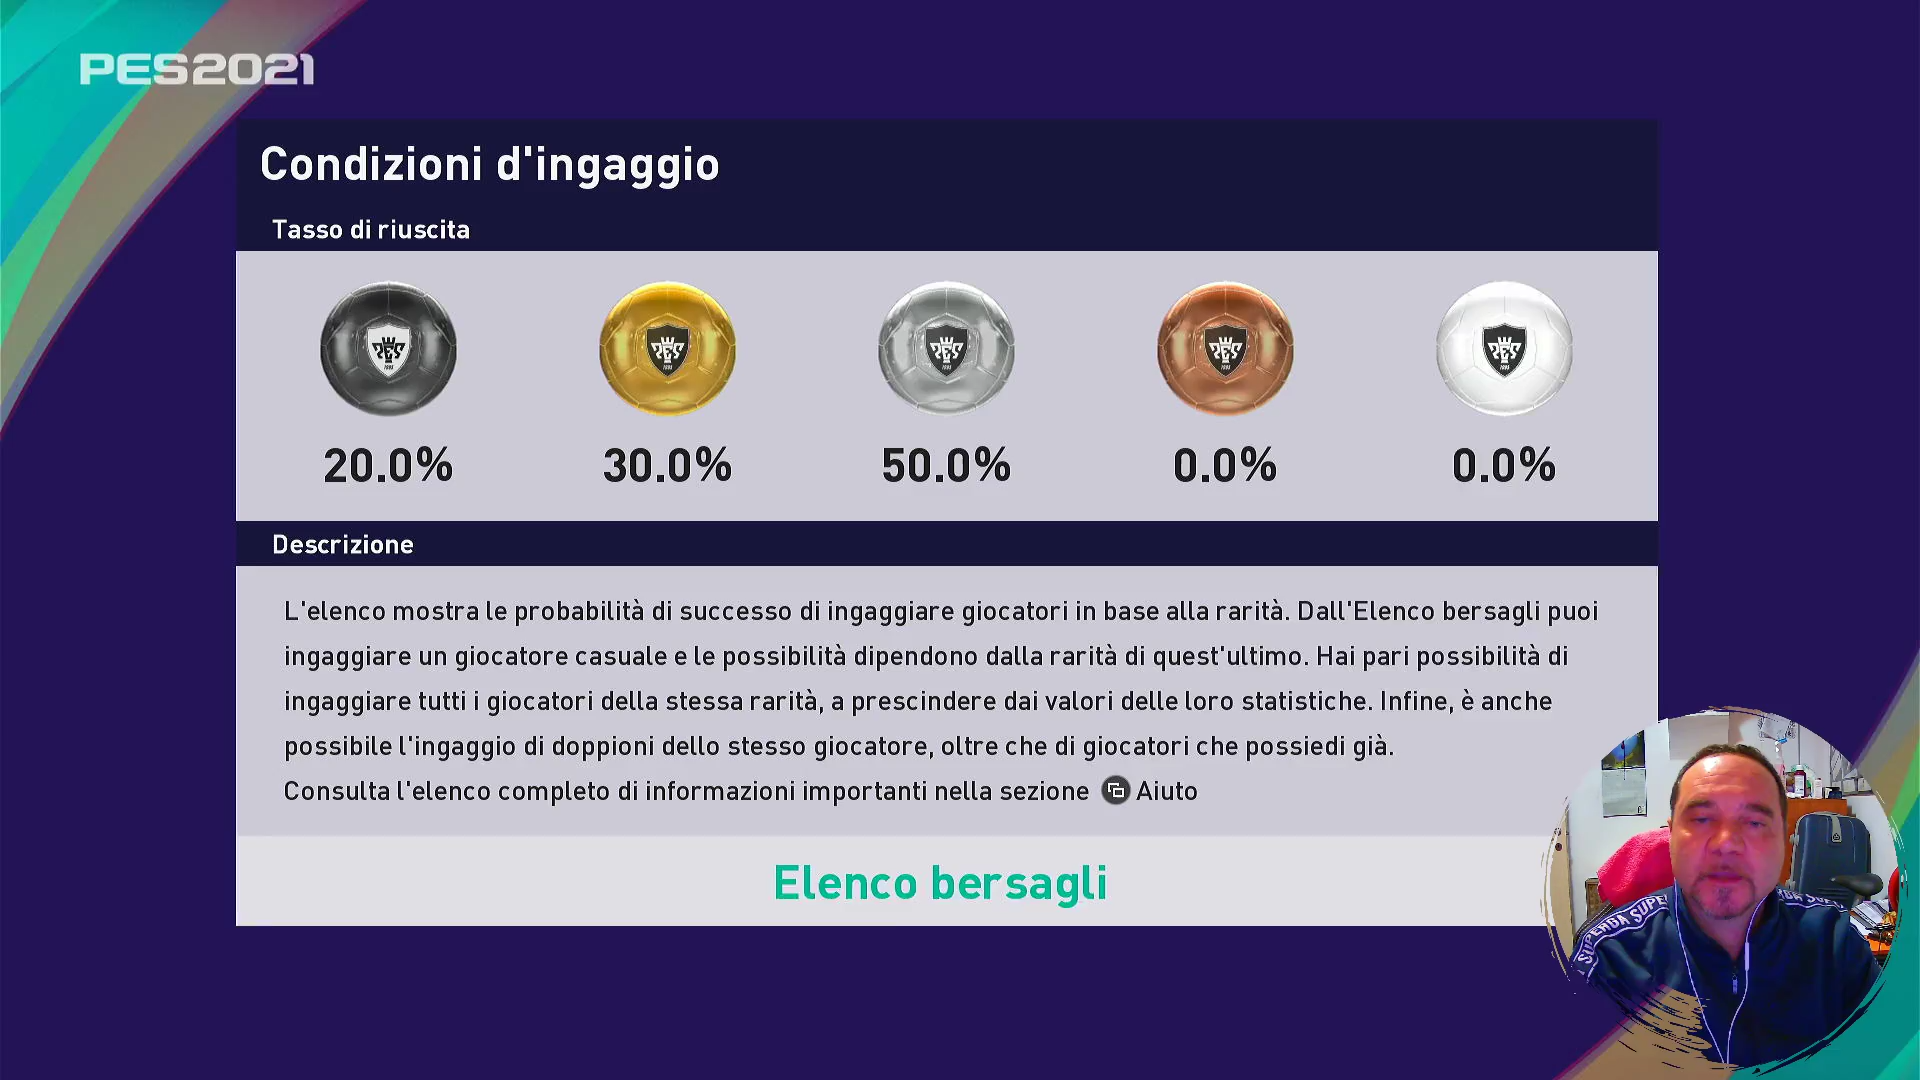 PES2021
Condizioni d'ingaggio
Tasso di riuscita
20.0% 30.0% 50.0% 0.0% 0.0%
Descrizione
L'elenco mostra le probabilità di successo di ingaggiare giocatori in base alla rarità. Dall'Elenco bersagli puoi
ingaggiare un giocatore casuale e le possibilità dipendono dalla rarità di quest'ultimo. Hai pari possibilità di
ingaggiare tutti i giocatori della stessa rarità, a prescindere dai valori delle loro statistiche. Infine, è anche
possibile l'ingaggio di doppioni dello stesso giocatore, oltre che di giocatori che possiedi già.
Consulta l'elenco completo di informazioni importanti nella sezione Aiuto
Elenco bersagli
SUPERBA SUPE